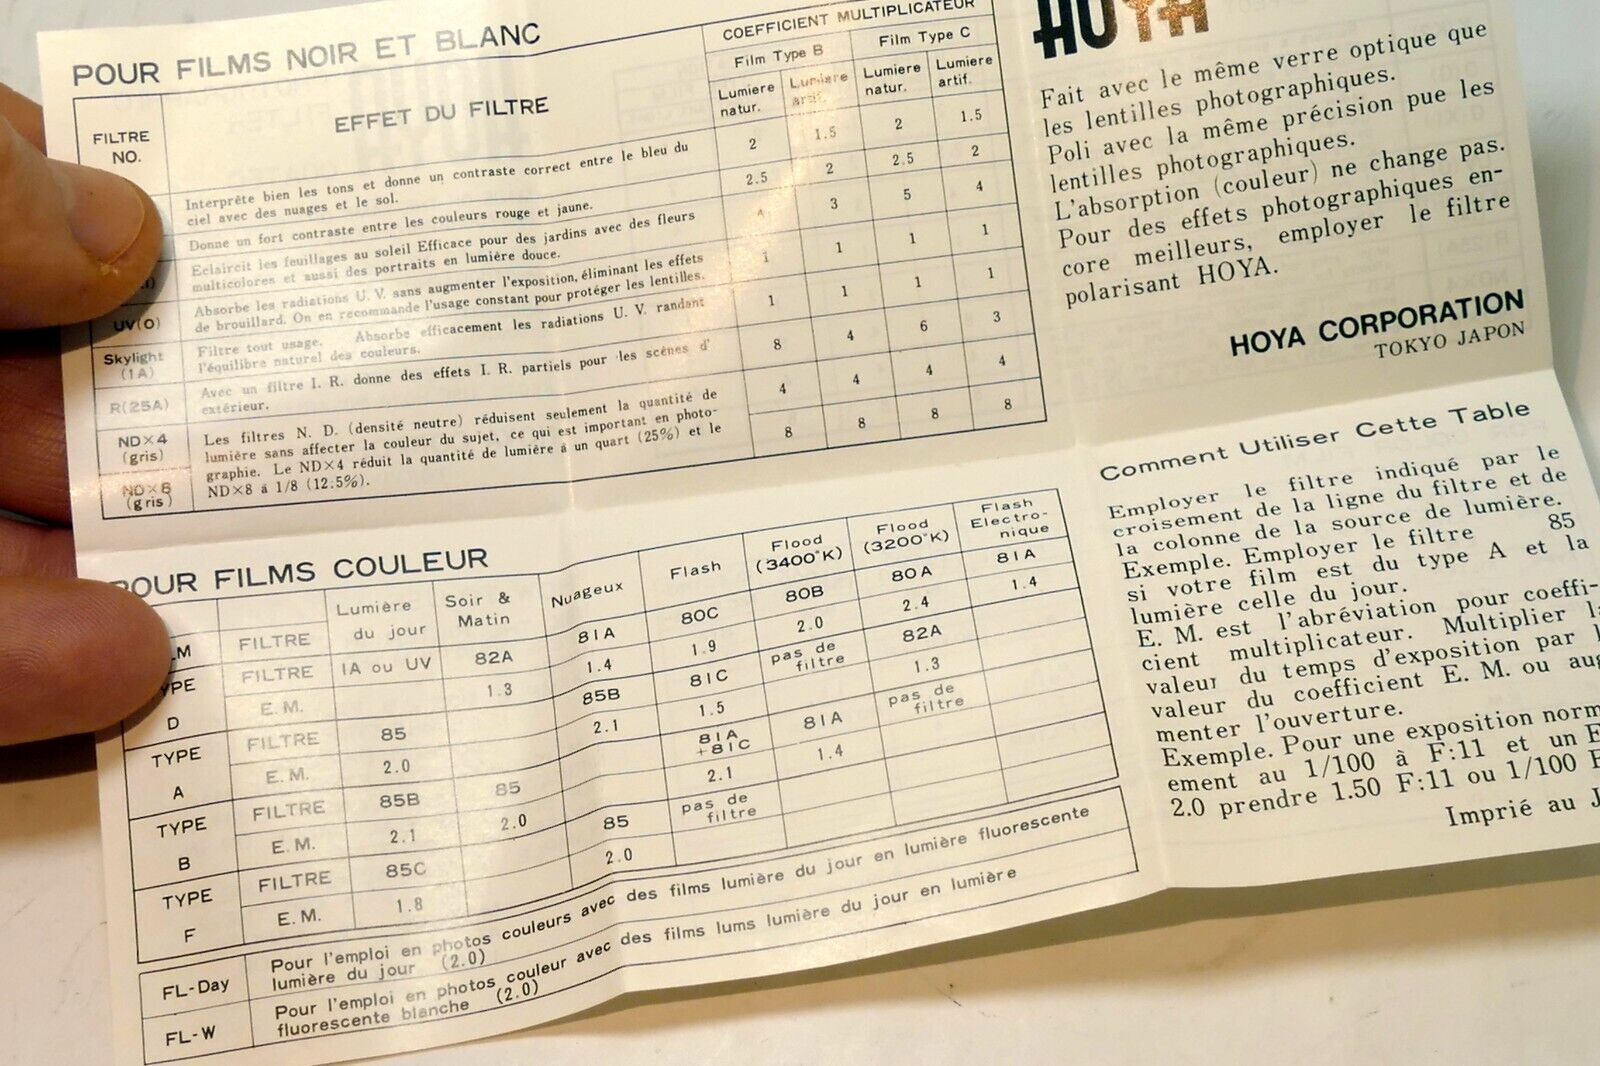 POUR FILMS NOIR ET BLANC
COEFFICIENT MULTIPLICATEUR
Film Type B
Film Type C
FILTRE NO.
EFFET DU FILTRE
Lumiere natur.
Lumiere artif.
Lumiere natur.
Lumiere artif.
Interprète bien les tons et donne un contraste correct entre le bleu du
ciel avec des nuages et le sol.
2 1.5 2 1.5
Donne un fort contraste entre les couleurs rouge et jaune.
2.5 2 2.5 2
Eclaircit les feuillages au soleil Efficace pour des jardins avec des fleurs
multicolores et aussi des portraits en lumière douce.
4 3 5 4
UV(O)
Absorbe les radiations U. V. sans augmenter l'exposition, éliminant les effets
de brouillard. On en recommande l'usage constant pour protéger les lentilles.
1 1 1 1
Skylight (1A)
Filtre tout usage. Absorbe efficacement les radiations U. V. randant
l'équilibre naturel des couleurs.
1 1 1 1
R(25A)
Avec un filtre I. R. donne des effets I. R. partiels pour les scènes d'
extérieur.
8 4 6 3
ND×4 (gris)
4 4 4 4
Les filtres N. D. (densité neutre) réduisent seulement la quantité de
lumière sans affecter la couleur du sujet, ce qui est important en photo-
graphie. Le ND×4 réduit la quantité de lumière à un quart (25%) et le
ND×8 á 1/8 (12.5%).
ND×8 (gris)
8 8 8 8
POUR FILMS COULEUR
FILTRE
Lumière du jour
Soir & Matin
Nuageux
Flash
Flood (3400°K)
Flood (3200°K)
Flash Electro-nique
TYPE D
FILTRE 1A ou UV 82A 81A 80C 80B 80A 81A
E. M. 1.3 1.4 1.9 2.0 2.4 1.4
TYPE A
FILTRE 85 85B 81C pas de filtre 82A
E. M. 2.0 2.1 1.5 1.3
TYPE B
FILTRE 85B 85 81A +81C 81A pas de filtre
E. M. 2.1 2.0 2.1 1.4
TYPE F
FILTRE 85C 85 pas de filtre
E. M. 1.8 2.0
FL-Day
Pour l'emploi en photos couleurs avec des films lumière du jour en lumière fluorescente
lumière du jour (2.0)
FL-W
Pour l'emploi en photos couleur avec des films lums lumière du jour en lumière
fluorescente blanche (2.0)
HOYA
Fait avec le même verre optique que
les lentilles photographiques.
Poli avec la même précision pue les
lentilles photographiques.
L'absorption (couleur) ne change pas.
Pour des effets photographiques en-
core meilleurs, employer le filtre
polarisant HOYA.
HOYA CORPORATION
TOKYO JAPON
Comment Utiliser Cette Table
Employer le filtre indiqué par le
croisement de la ligne du filtre et de
la colonne de la source de lumière.
Exemple. Employer le filtre 85
si votre film est du type A et la
lumière celle du jour.
E. M. est l'abréviation pour coeffi-
cient multiplicateur. Multiplier
valeur du temps d'exposition par
valeur du coefficient E. M. ou aug
menter l'ouverture.
Exemple. Pour une exposition norm
ement au 1/100 à F:11 et un E
2.0 prendre 1.50 F:11 ou 1/100 F
Imprié au J